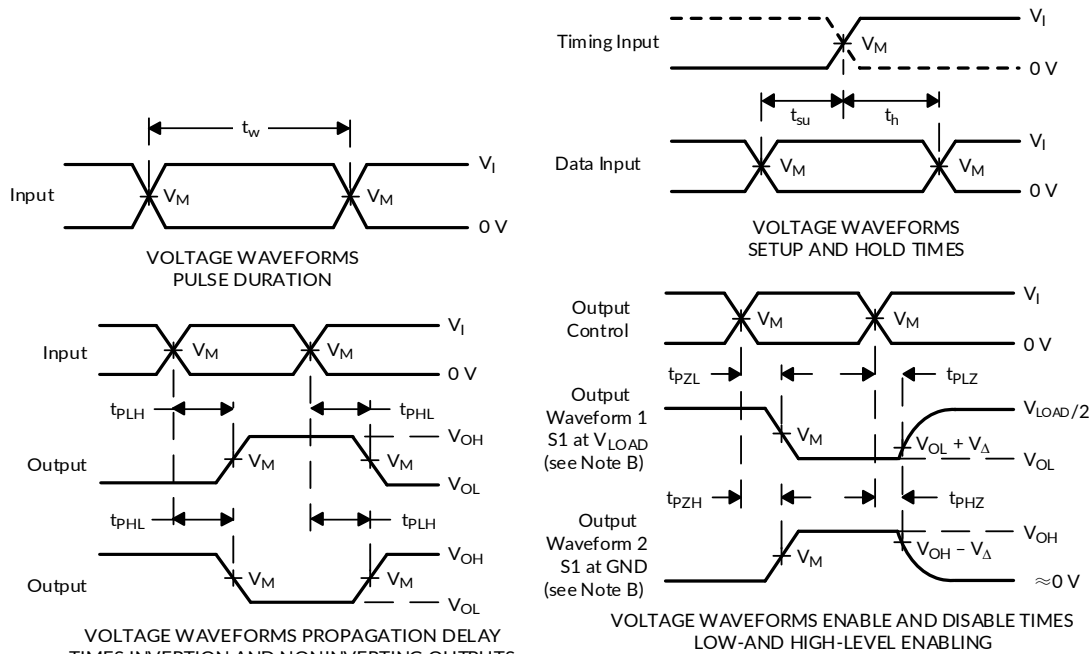 t_w
Input
V_I
V_M V_M
0 V
VOLTAGE WAVEFORMS
PULSE DURATION
Timing Input
V_I
V_M
0 V
t_su t_h
Data Input
V_I
V_M V_M
0 V
VOLTAGE WAVEFORMS
SETUP AND HOLD TIMES
Input
V_I
V_M V_M
0 V
t_PLH t_PHL
Output
V_OH
V_M V_M
V_OL
t_PHL t_PLH
Output
V_OH
V_M V_M
V_OL
VOLTAGE WAVEFORMS PROPAGATION DELAY
TIMES INVERTION AND NONINVERTING OUTPUTS
Output
Control
V_I
V_M V_M
0 V
t_PZL t_PLZ
Output
Waveform 1
S1 at V_LOAD
(see Note B)
V_LOAD/2
V_M
V_OL + V_Δ
V_OL
t_PZH t_PHZ
Output
Waveform 2
S1 at GND
(see Note B)
V_OH
V_M
V_OH – V_Δ
≈0 V
VOLTAGE WAVEFORMS ENABLE AND DISABLE TIMES
LOW-AND HIGH-LEVEL ENABLING